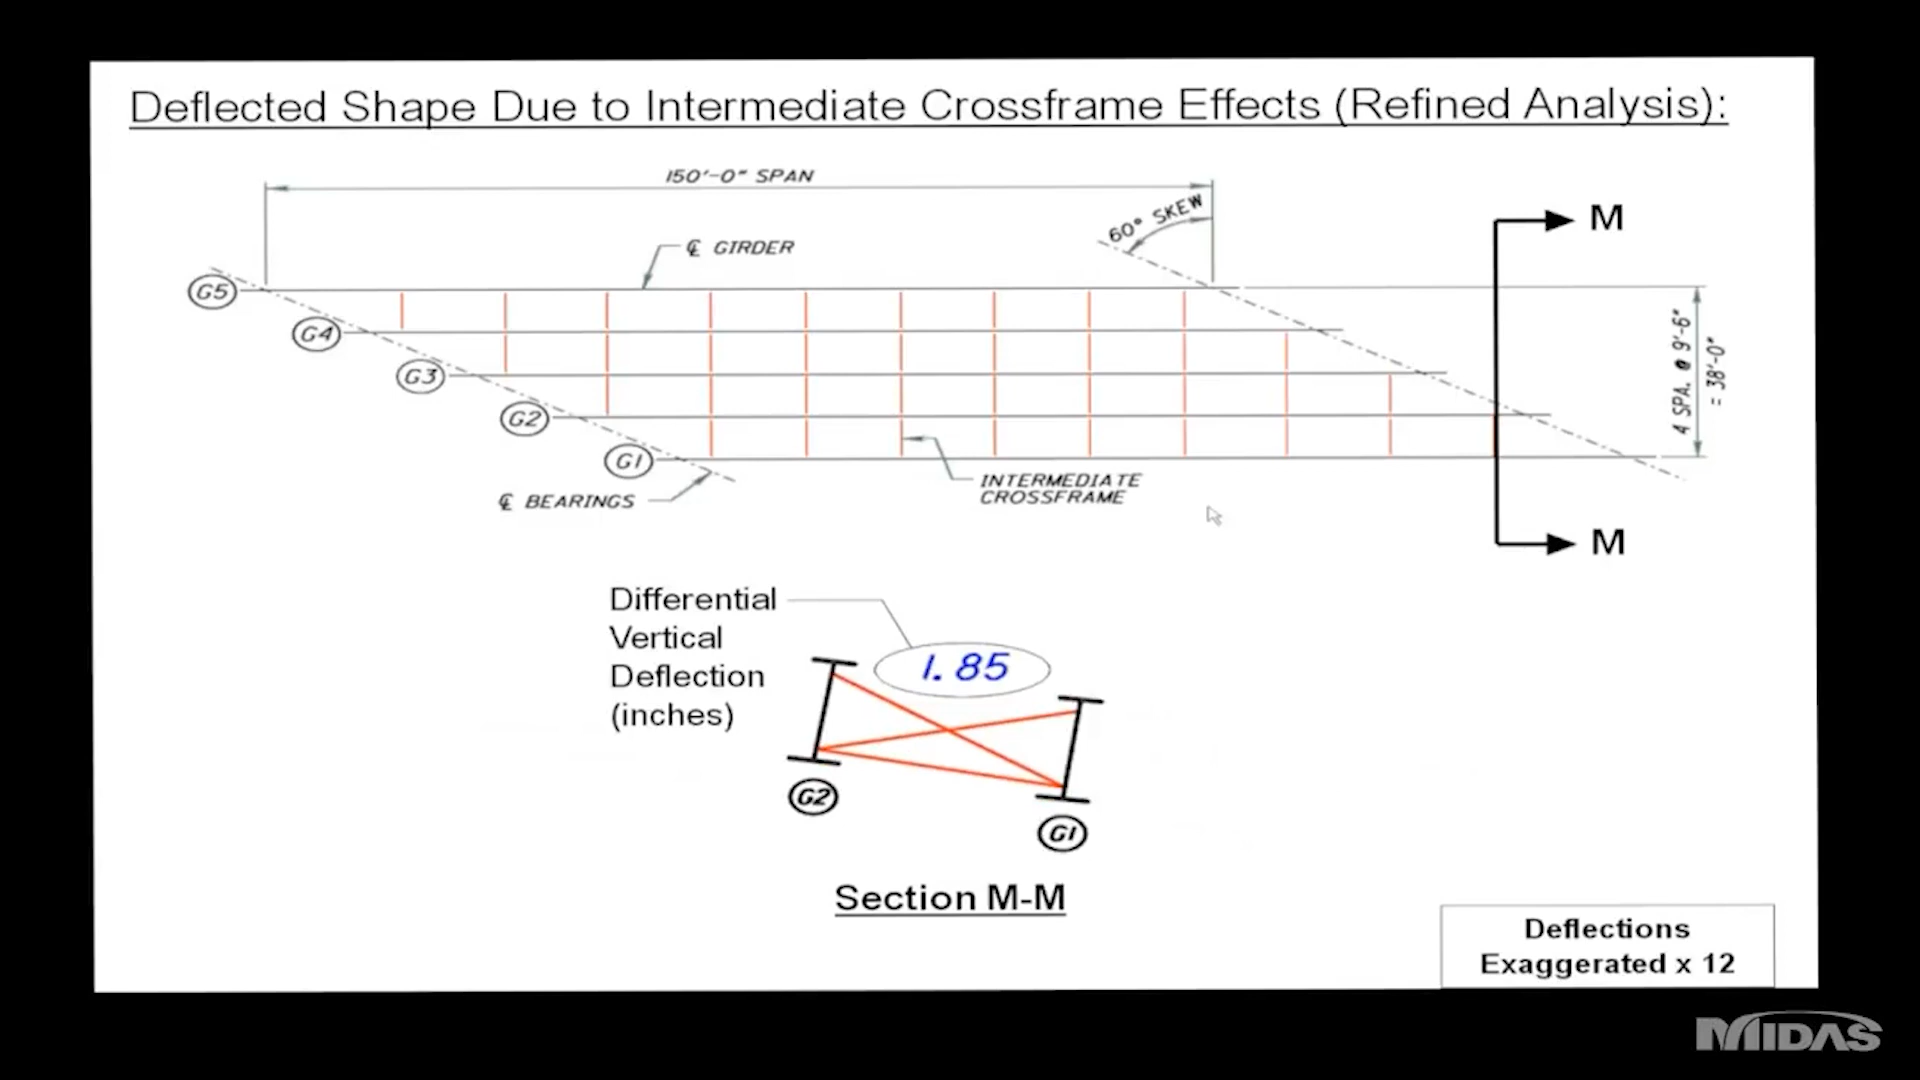 Deflected Shape Due to Intermediate Crossframe Effects (Refined Analysis):
150'-0" SPAN
60° SKEW
M
℄ GIRDER
G5
G4
G3
G2
G1
4 SPA. @ 9'-6"
= 38'-0"
℄ BEARINGS
INTERMEDIATE
CROSSFRAME
M
Differential
Vertical
Deflection
(inches)
1.85
G2
G1
Section M-M
Deflections
Exaggerated x 12
MIDAS